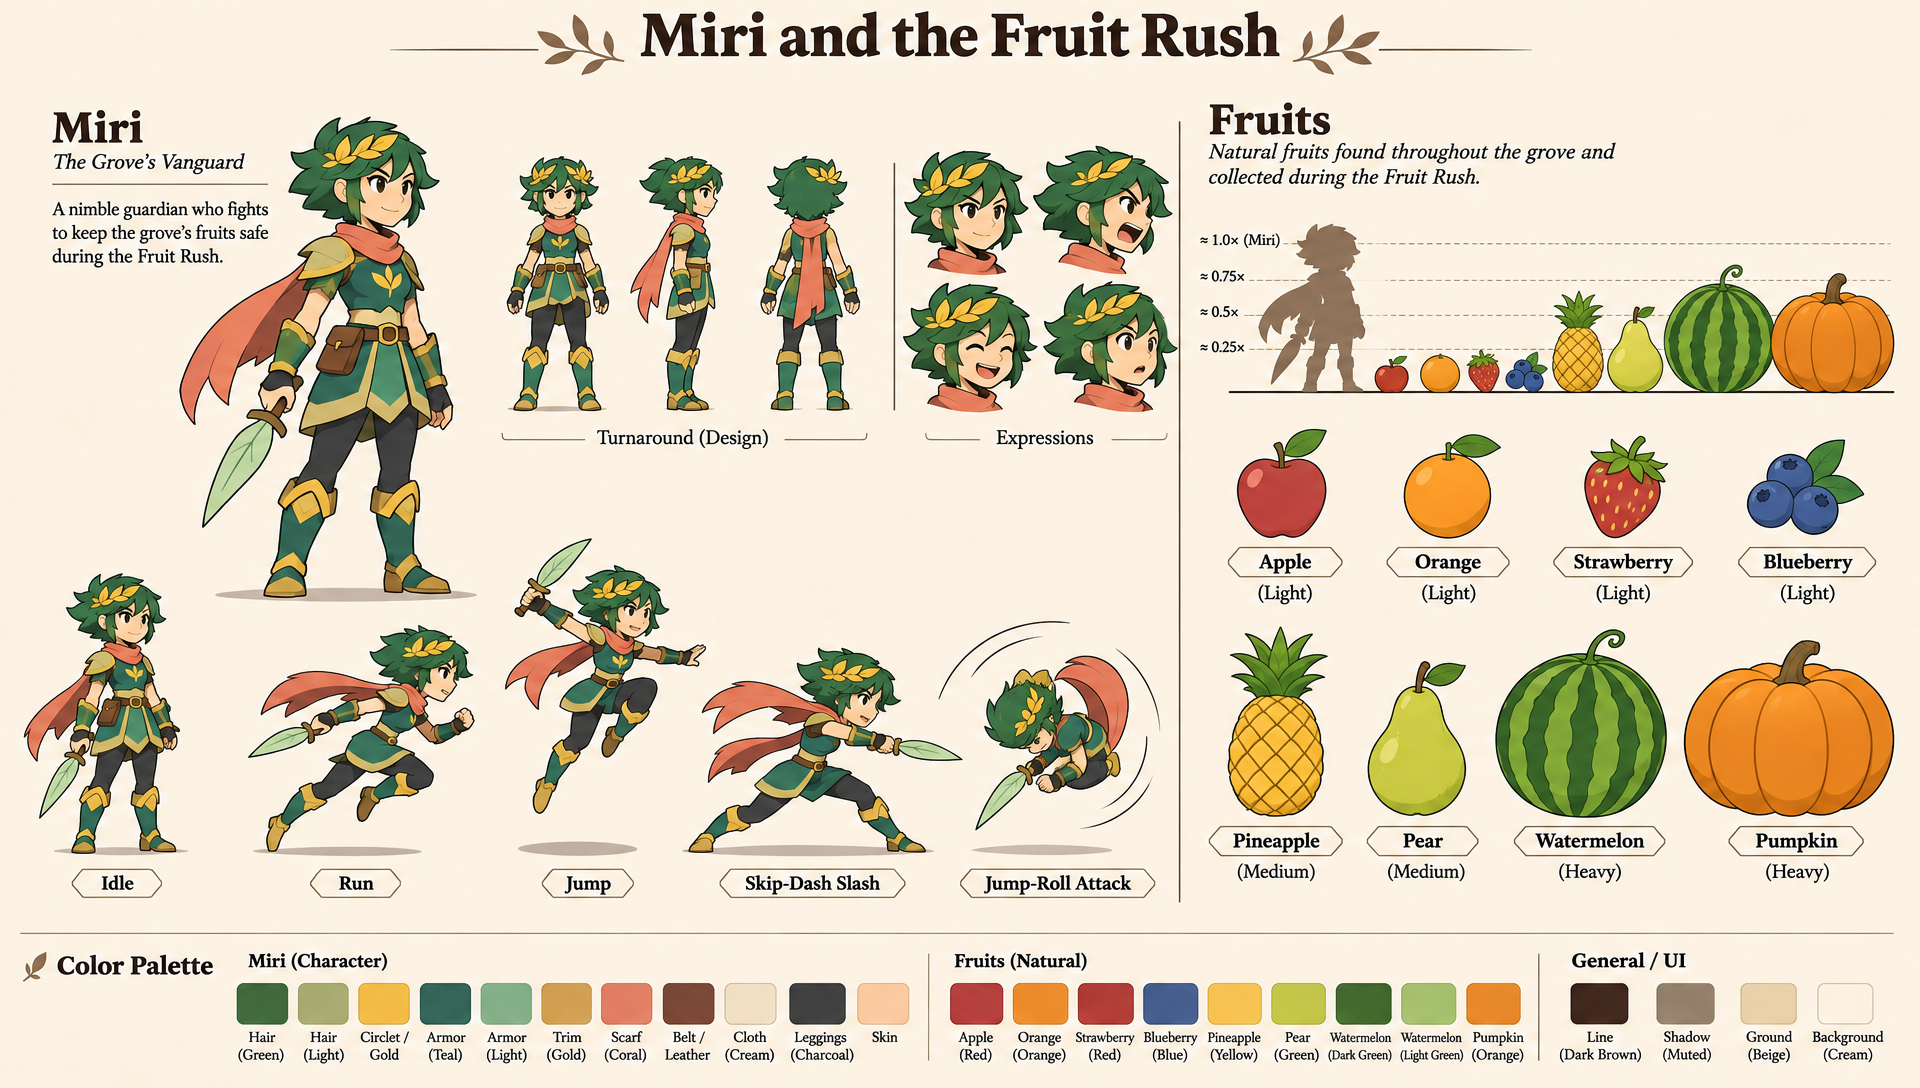 Miri and the Fruit Rush
Miri
The Grove's Vanguard
A nimble guardian who fights
to keep the grove's fruits safe
during the Fruit Rush.
Turnaround (Design)
Expressions
Idle
Run
Jump
Skip-Dash Slash
Jump-Roll Attack
Fruits
Natural fruits found throughout the grove and
collected during the Fruit Rush.
≈ 1.0× (Miri)
≈ 0.75×
≈ 0.5×
≈ 0.25×
Apple
(Light)
Orange
(Light)
Strawberry
(Light)
Blueberry
(Light)
Pineapple
(Medium)
Pear
(Medium)
Watermelon
(Heavy)
Pumpkin
(Heavy)
Color Palette
Miri (Character)
Hair
(Green)
Hair
(Light)
Circlet /
Gold
Armor
(Teal)
Armor
(Light)
Trim
(Gold)
Scarf
(Coral)
Belt /
Leather
Cloth
(Cream)
Leggings
(Charcoal)
Skin
Fruits (Natural)
Apple
(Red)
Orange
(Orange)
Strawberry
(Red)
Blueberry
(Blue)
Pineapple
(Yellow)
Pear
(Green)
Watermelon
(Dark Green)
Watermelon
(Light Green)
Pumpkin
(Orange)
General / UI
Line
(Dark Brown)
Shadow
(Muted)
Ground
(Beige)
Background
(Cream)